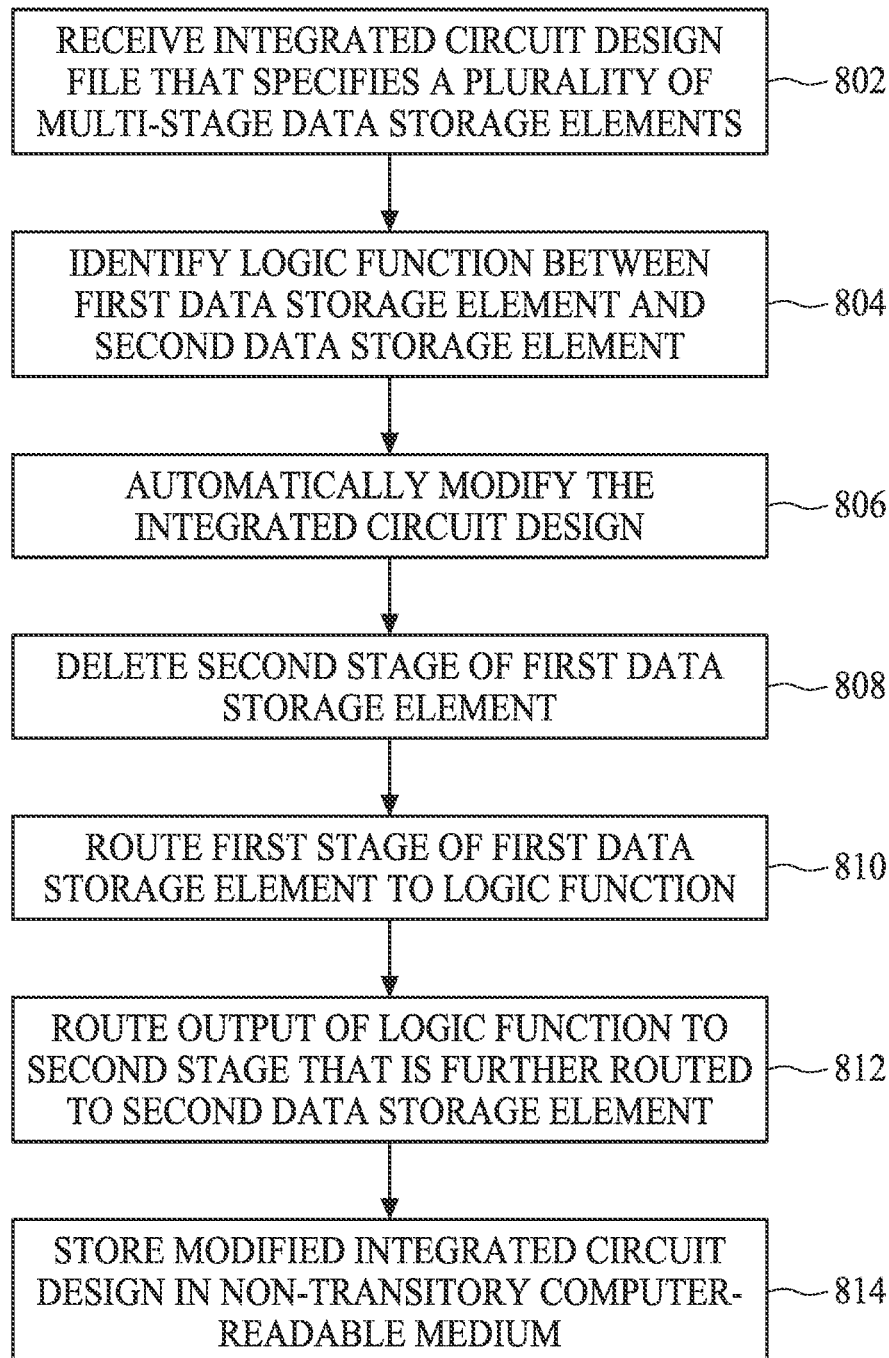 RECEIVE INTEGRATED CIRCUIT DESIGN
FILE THAT SPECIFIES A PLURALITY OF
MULTI-STAGE DATA STORAGE ELEMENTS
802
IDENTIFY LOGIC FUNCTION BETWEEN
FIRST DATA STORAGE ELEMENT AND
SECOND DATA STORAGE ELEMENT
804
AUTOMATICALLY MODIFY THE
INTEGRATED CIRCUIT DESIGN
806
DELETE SECOND STAGE OF FIRST DATA
STORAGE ELEMENT
808
ROUTE FIRST STAGE OF FIRST DATA
STORAGE ELEMENT TO LOGIC FUNCTION
810
ROUTE OUTPUT OF LOGIC FUNCTION TO
SECOND STAGE THAT IS FURTHER ROUTED
TO SECOND DATA STORAGE ELEMENT
812
STORE MODIFIED INTEGRATED CIRCUIT
DESIGN IN NON-TRANSITORY COMPUTER-
READABLE MEDIUM
814